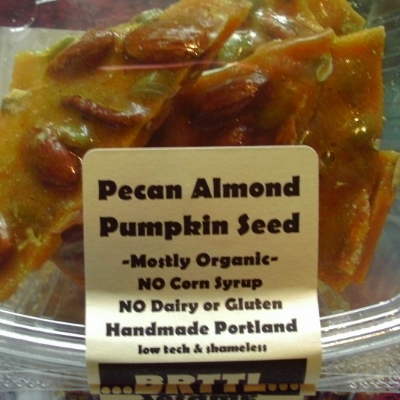 Pecan Almond
Pumpkin Seed
-Mostly Organic-
NO Corn Syrup
NO Dairy or Gluten
Handmade Portland
low tech & shameless
...BRTTL...